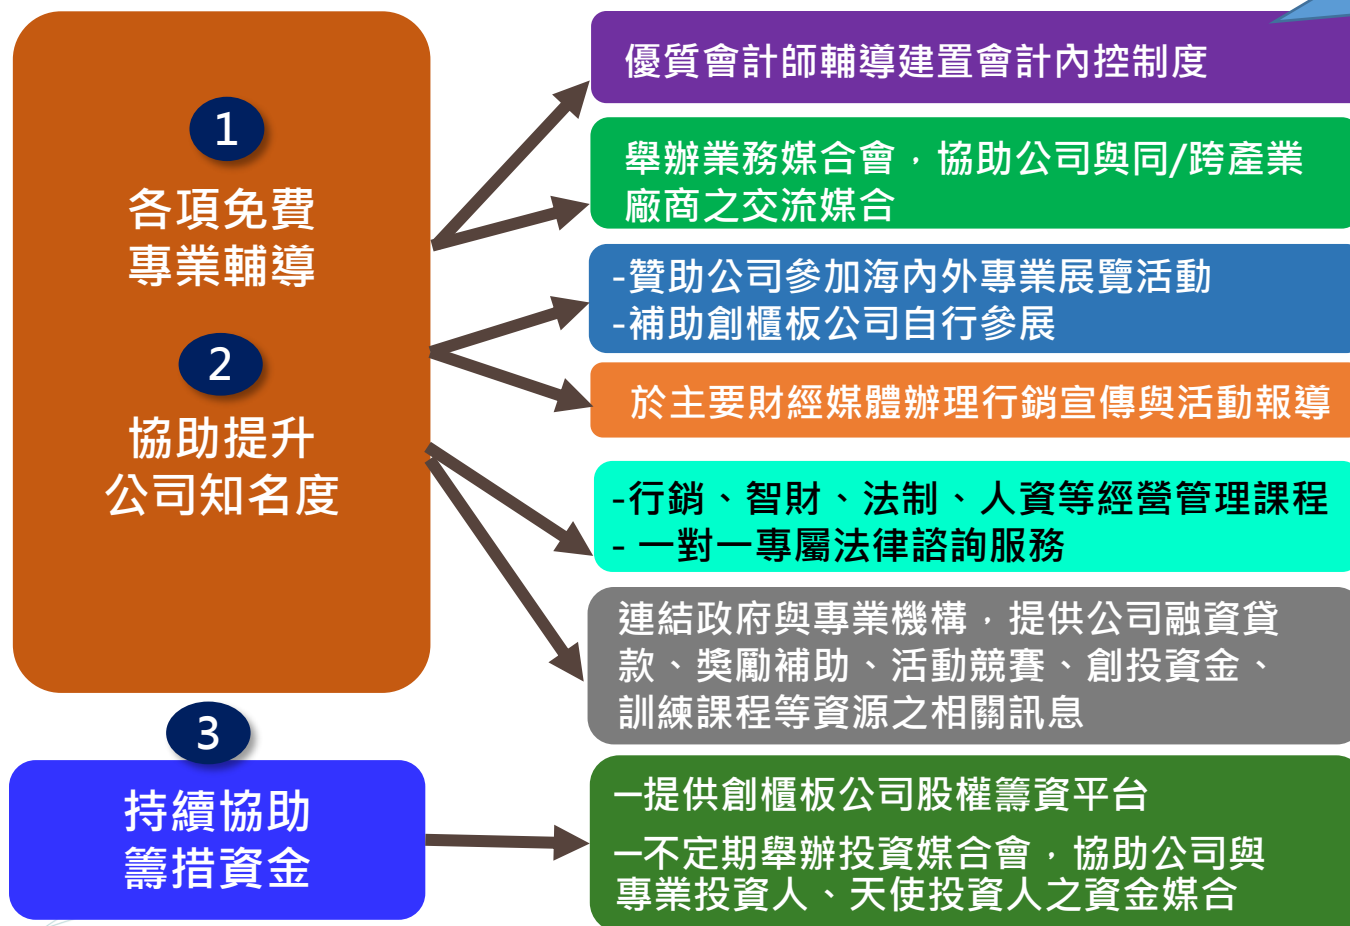 1
各項免費
專業輔導
2
協助提升
公司知名度
3
持續協助
籌措資金
優質會計師輔導建置會計內控制度
舉辦業務媒合會，協助公司與同/跨產業
廠商之交流媒合
-贊助公司參加海內外專業展覽活動
-補助創櫃板公司自行參展
於主要財經媒體辦理行銷宣傳與活動報導
-行銷、智財、法制、人資等經營管理課程
- 一對一專屬法律諮詢服務
連結政府與專業機構，提供公司融資貸
款、獎勵補助、活動競賽、創投資金、
訓練課程等資源之相關訊息
–提供創櫃板公司股權籌資平台
–不定期舉辦投資媒合會，協助公司與
專業投資人、天使投資人之資金媒合